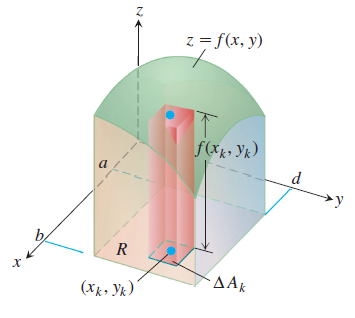 z
z = f(x, y)
f(xₖ, yₖ)
a
d
y
b
R
x
(xₖ, yₖ)
ΔAₖ